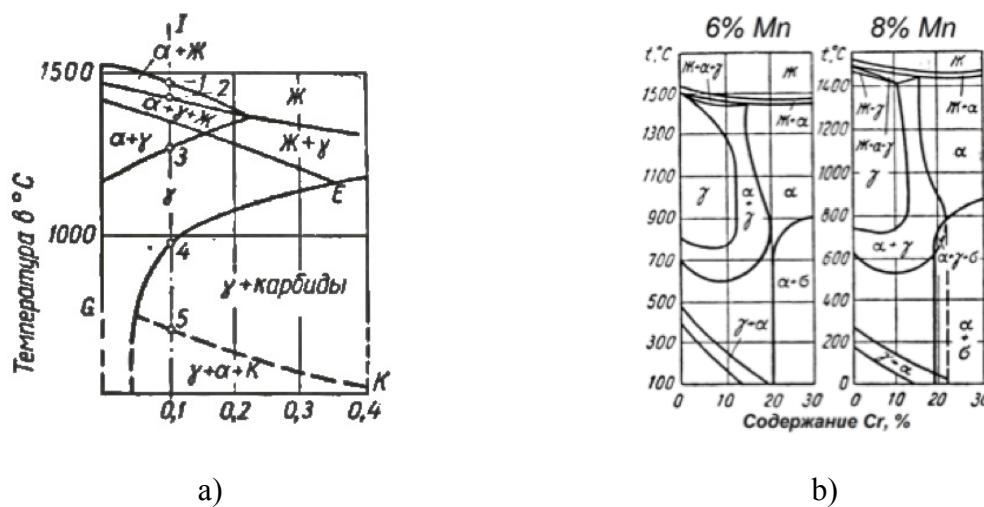 I
α+Ж
1500
1
2
Ж
α+γ+Ж
α+γ
Ж+γ
3
γ
E
1000
4
G
γ+карбиды
5
γ+α+К
K
0,1
0,2
0,3
0,4
Температура в °С
a)
6% Mn
8% Mn
t,°C
Ж+α+γ
Ж
1500
Ж+α
1300
1100
γ
α+γ
α
900
700
α+б
500
γ+α
300
100
0
10
20
30
t,°C
Ж
1400
Ж+γ
Ж+α
1200
Ж+α+γ
α
1000
γ
800
α+γ
α+γ+б
600
400
α+б
200
γ+α
0
0
10
20
30
Содержание Cr, %
b)